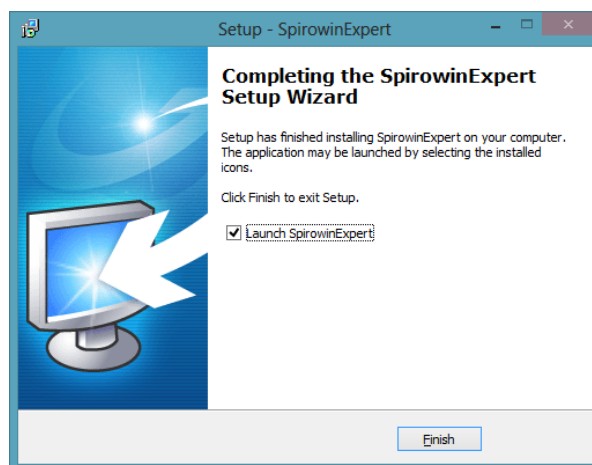 Setup - SpirowinExpert
Completing the SpirowinExpert
Setup Wizard
Setup has finished installing SpirowinExpert on your computer.
The application may be launched by selecting the installed
icons.
Click Finish to exit Setup.
Launch SpirowinExpert
Finish